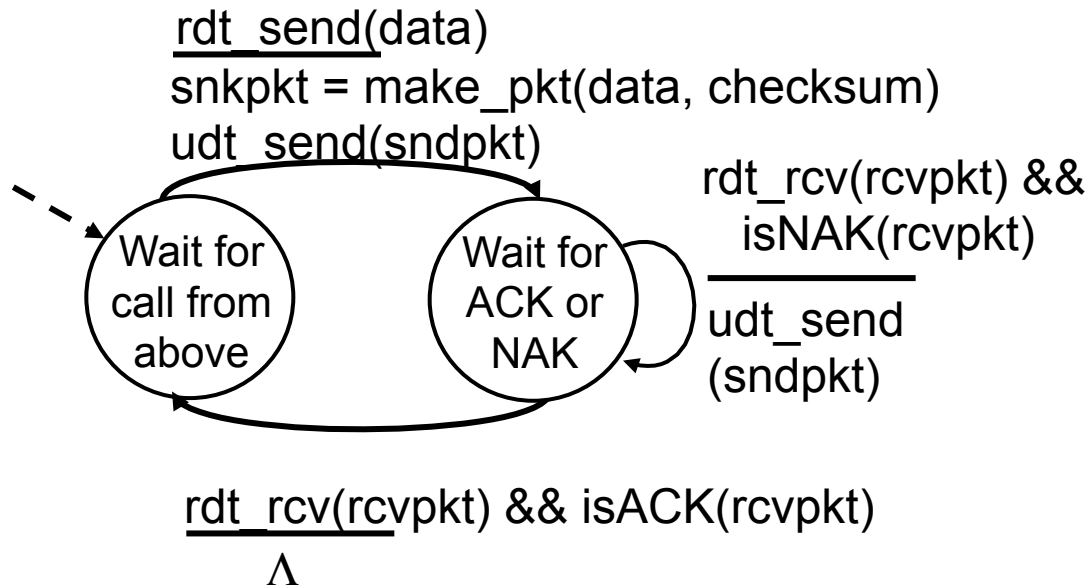 rdt_send(data)
snkpkt = make_pkt(data, checksum)
udt_send(sndpkt)
rdt_rcv(rcvpkt) &&
isNAK(rcvpkt)
Wait for
call from
above
Wait for
ACK or
NAK
udt_send
(sndpkt)
rdt_rcv(rcvpkt) && isACK(rcvpkt)
Λ